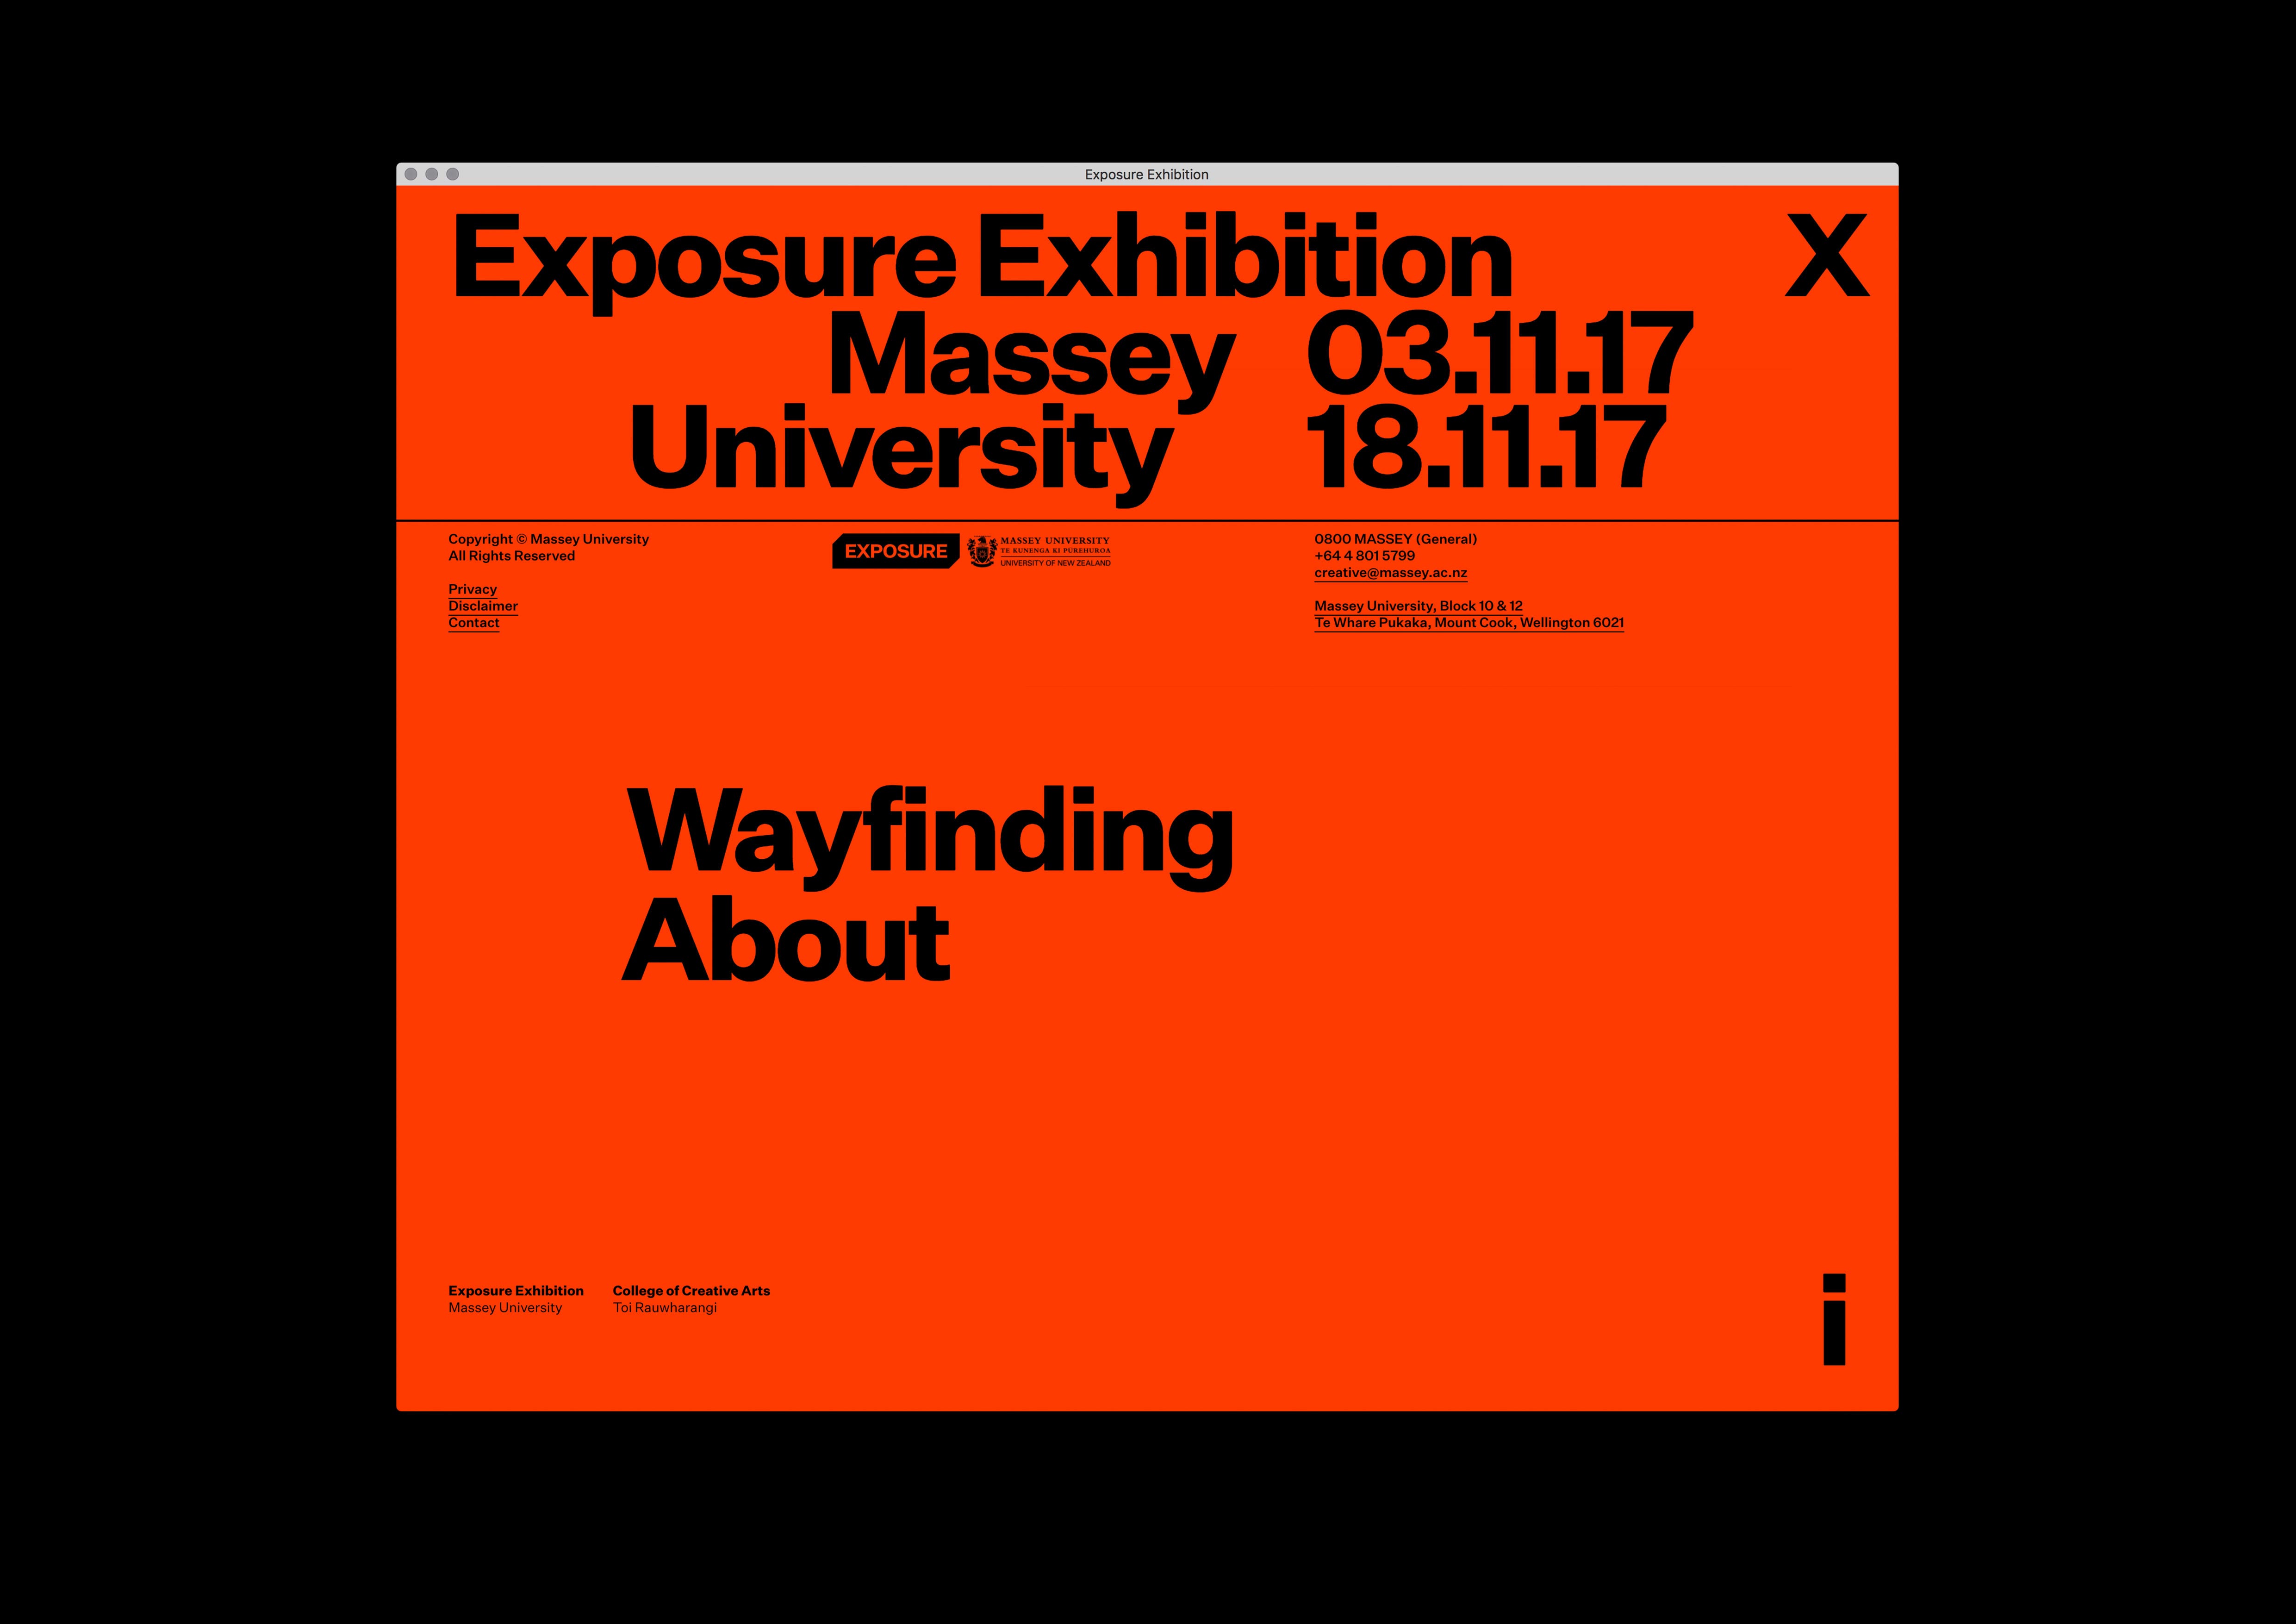 Exposure Exhibition
Exposure Exhibition
X
Massey 03.11.17
University 18.11.17
Copyright © Massey University
All Rights Reserved
Privacy
Disclaimer
Contact
EXPOSURE
MASSEY UNIVERSITY
TE KUNENGA KI PUREHUROA
UNIVERSITY OF NEW ZEALAND
0800 MASSEY (General)
+64 4 801 5799
creative@massey.ac.nz
Massey University, Block 10 & 12
Te Whare Pukaka, Mount Cook, Wellington 6021
Wayfinding
About
Exposure Exhibition
Massey University
College of Creative Arts
Toi Rauwharangi
i